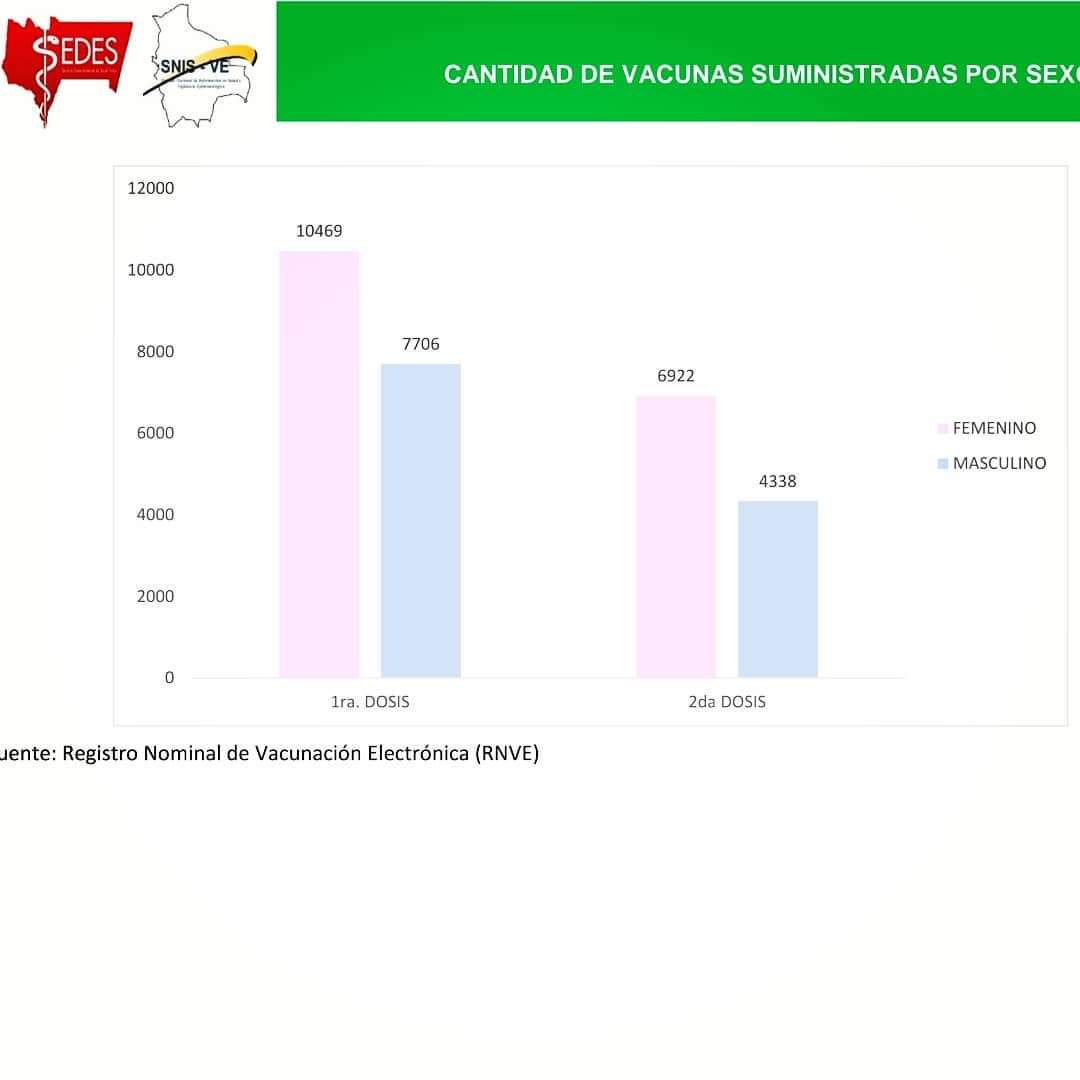 SEDES
SNIS - VE
CANTIDAD DE VACUNAS SUMINISTRADAS POR SEX
12000
10000
8000
6000
4000
2000
0
10469
7706
6922
4338
1ra. DOSIS
2da DOSIS
FEMENINO
MASCULINO
uente: Registro Nominal de Vacunación Electrónica (RNVE)